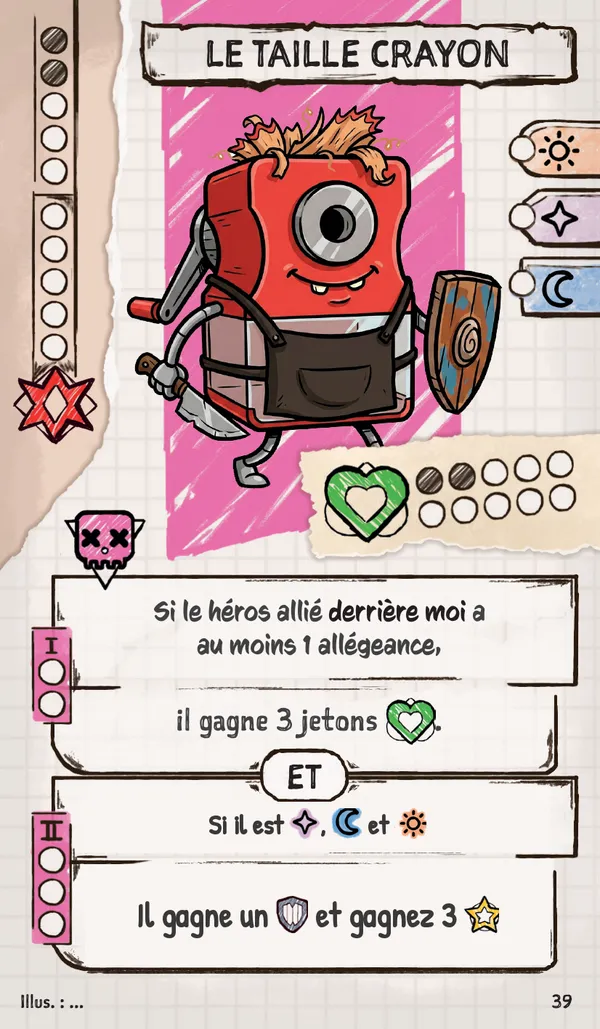 LE TAILLE CRAYON
Si le héros allié derrière moi a
au moins 1 allégeance,
I
il gagne 3 jetons .
ET
Si il est , et
II
Il gagne un et gagnez 3
Illus. : ...
39